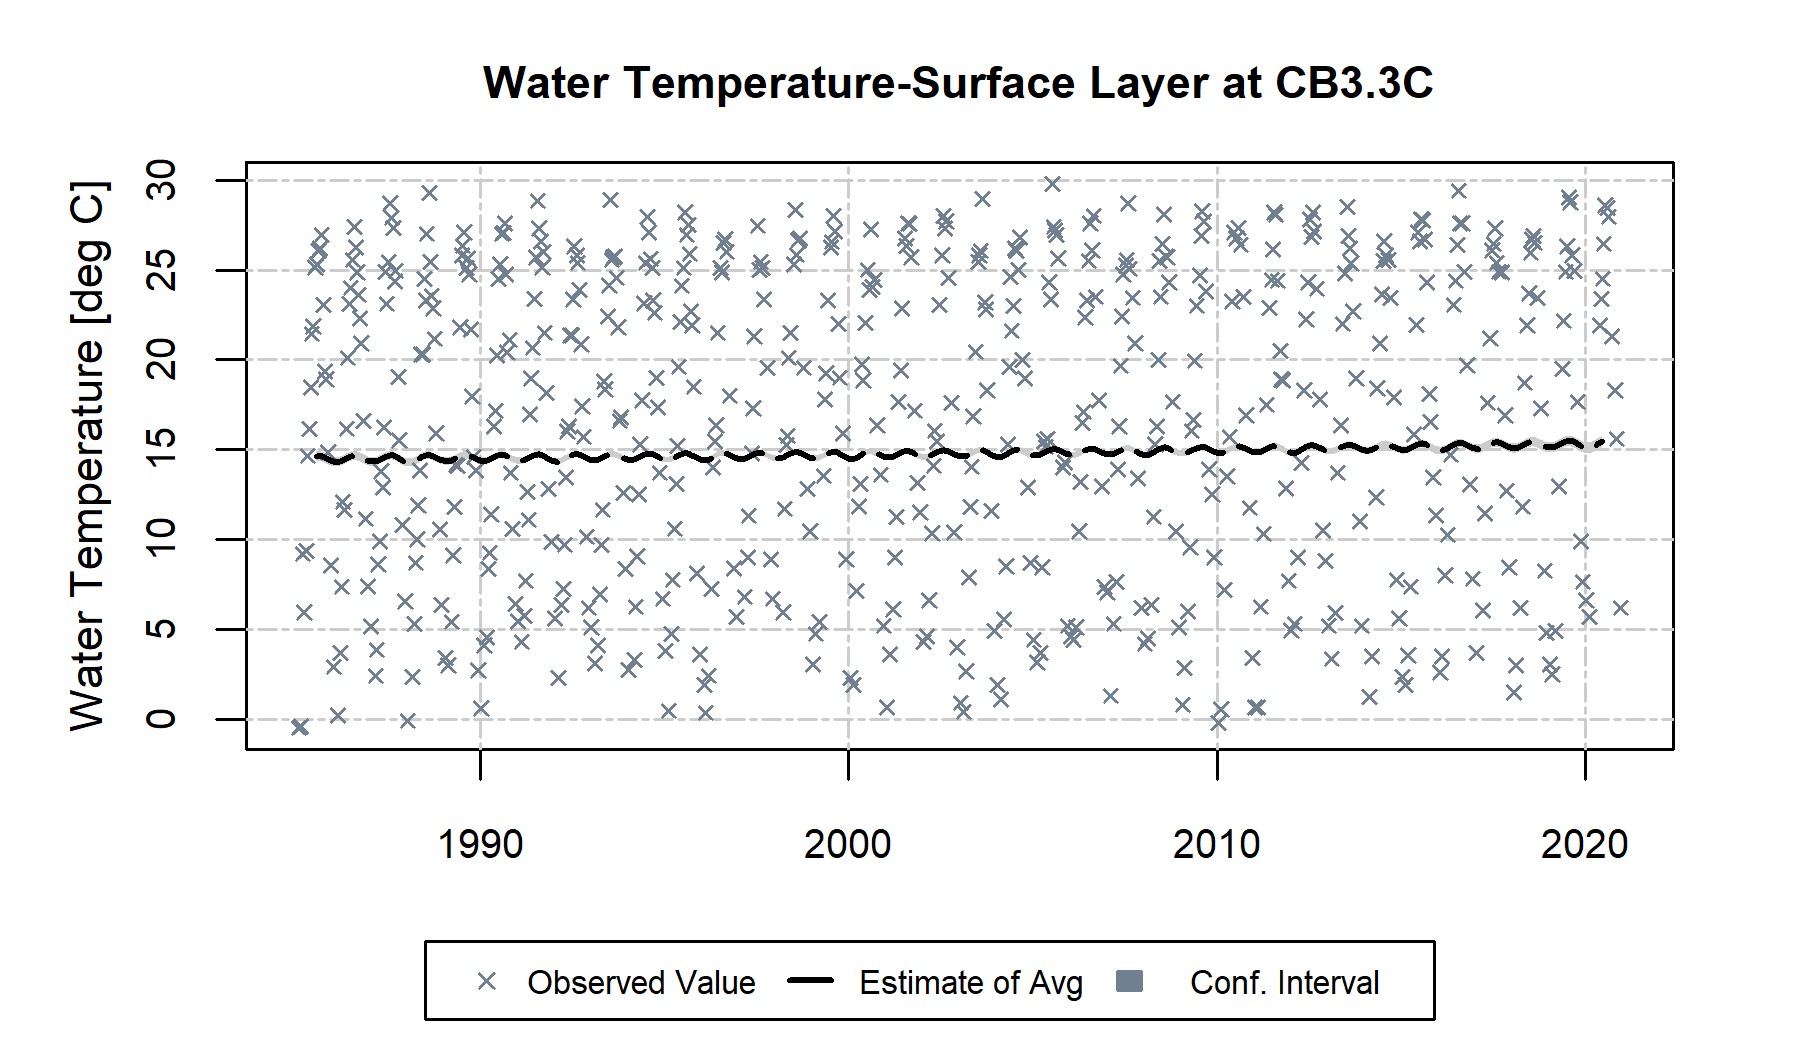 Water Temperature-Surface Layer at CB3.3C
Water Temperature [deg C]
30
25
20
15
10
5
0
1990 2000 2010 2020
Observed Value Estimate of Avg Conf. Interval